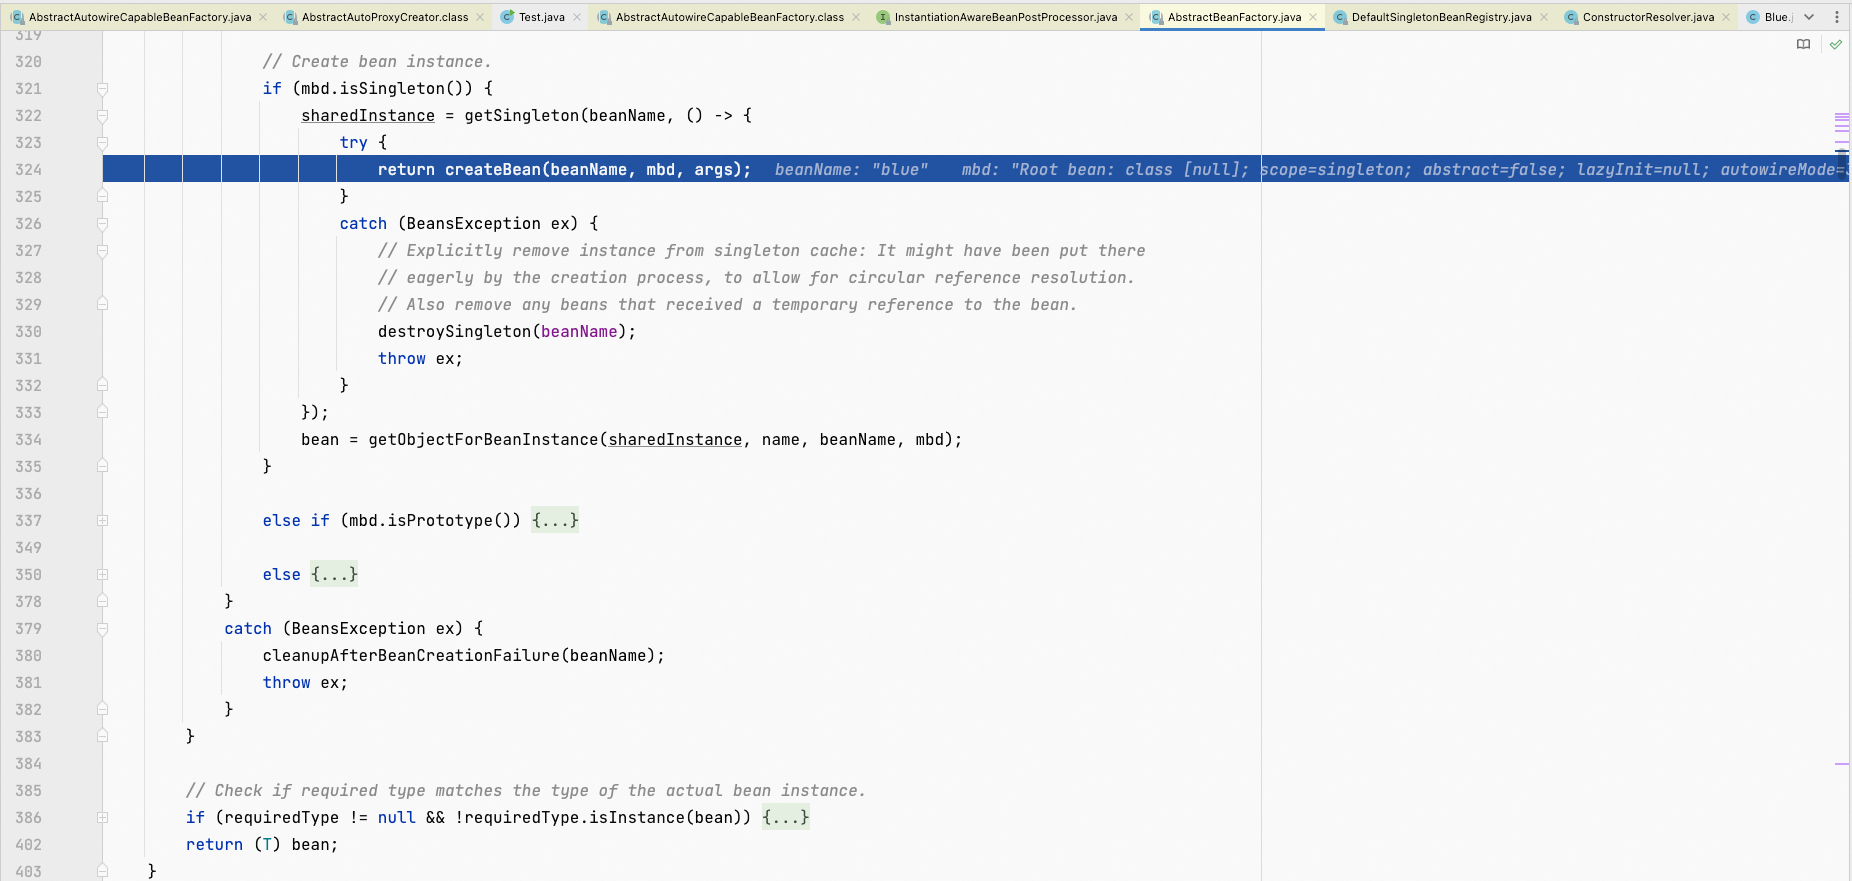 AbstractAutowireCapableBeanFactory.java AbstractAutoProxyCreator.class Test.java AbstractAutowireCapableBeanFactory.class InstantiationAwareBeanPostProcessor.java AbstractBeanFactory.java DefaultSingletonBeanRegistry.java ConstructorResolver.java Blue.
319
320 // Create bean instance.
321 if (mbd.isSingleton()) {
322 sharedInstance = getSingleton(beanName, () -> {
323 try {
324 return createBean(beanName, mbd, args); beanName: "blue" mbd: "Root bean: class [null]; scope=singleton; abstract=false; lazyInit=null; autowireMode=
325 }
326 catch (BeansException ex) {
327 // Explicitly remove instance from singleton cache: It might have been put there
328 // eagerly by the creation process, to allow for circular reference resolution.
329 // Also remove any beans that received a temporary reference to the bean.
330 destroySingleton(beanName);
331 throw ex;
332 }
333 });
334 bean = getObjectForBeanInstance(sharedInstance, name, beanName, mbd);
335 }
336
337 else if (mbd.isPrototype()) {...}
349
350 else {...}
378 }
379 catch (BeansException ex) {
380 cleanupAfterBeanCreationFailure(beanName);
381 throw ex;
382 }
383 }
384
385 // Check if required type matches the type of the actual bean instance.
386 if (requiredType != null && !requiredType.isInstance(bean)) {...}
402 return (T) bean;
403 }